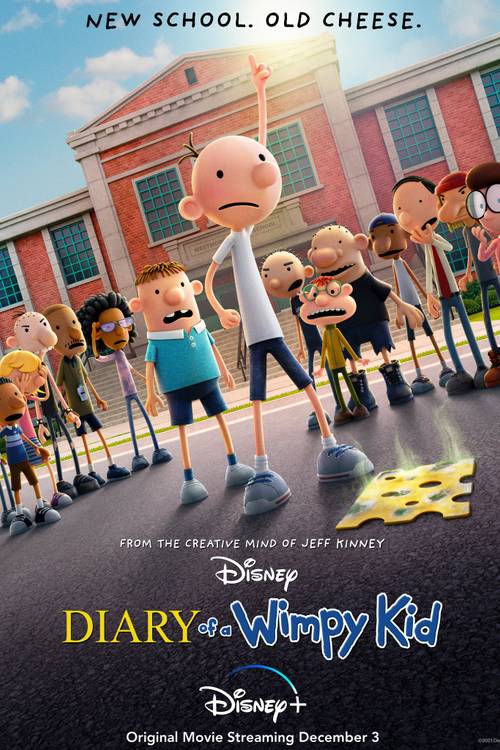 NEW SCHOOL. OLD CHEESE.
FROM THE CREATIVE MIND OF JEFF KINNEY
Disney
DIARY of a Wimpy Kid
Disney+
Original Movie Streaming December 3